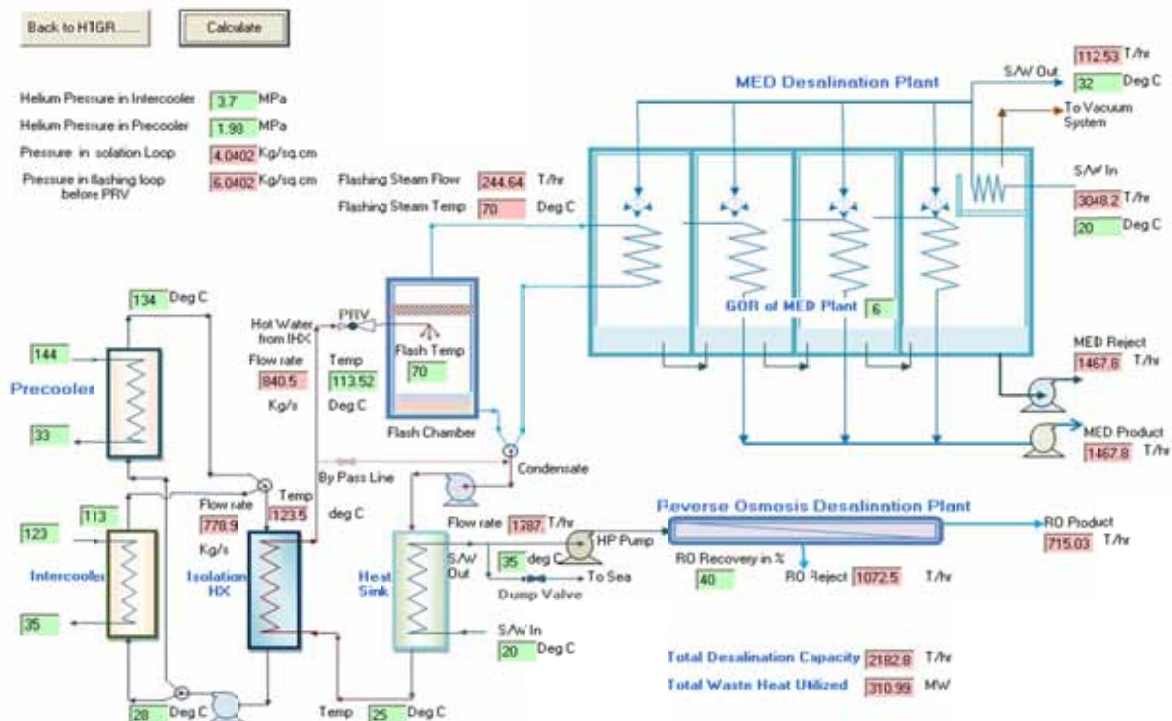 Back to HTGR......
Calculate
Helium Pressure in Intercooler 3.7 MPa
Helium Pressure in Precooler 1.98 MPa
Pressure in isolation Loop 4.0402 Kg/sq.cm
Pressure in flashing loop before PRV 6.0402 Kg/sq.cm
MED Desalination Plant
S/W Out
112.53 T/hr
32 Deg C
To Vacuum System
S/W In
3048.2 T/hr
20 Deg C
Flashing Steam Flow 244.64 T/hr
Flashing Steam Temp 70 Deg C
GOR of MED Plant 6
134 Deg C
Hot Water from IHX
PRV
Flash Temp
70
Flow rate
840.5
Kg/s
Temp
113.52
Deg C
Flash Chamber
144
Precooler
33
MED Reject
1467.8 T/hr
MED Product
1467.8 T/hr
By Pass Line
Condensate
113
123
Intercooler
35
Flow rate
778.9
Kg/s
Temp
123.5 deg C
Isolation HX
Heat Sink
Flow rate 1787. T/hr
S/W Out
35 deg C
HP Pump
To Sea
Dump Valve
S/W In
20 Deg C
Reverse Osmosis Desalination Plant
RO Product
715.03 T/hr
RO Recovery in %
40
RO Reject 1072.5 T/hr
28 Deg C
Temp 25 Deg C
Total Desalination Capacity 2182.8 T/hr
Total Waste Heat Utilized 310.99 MW